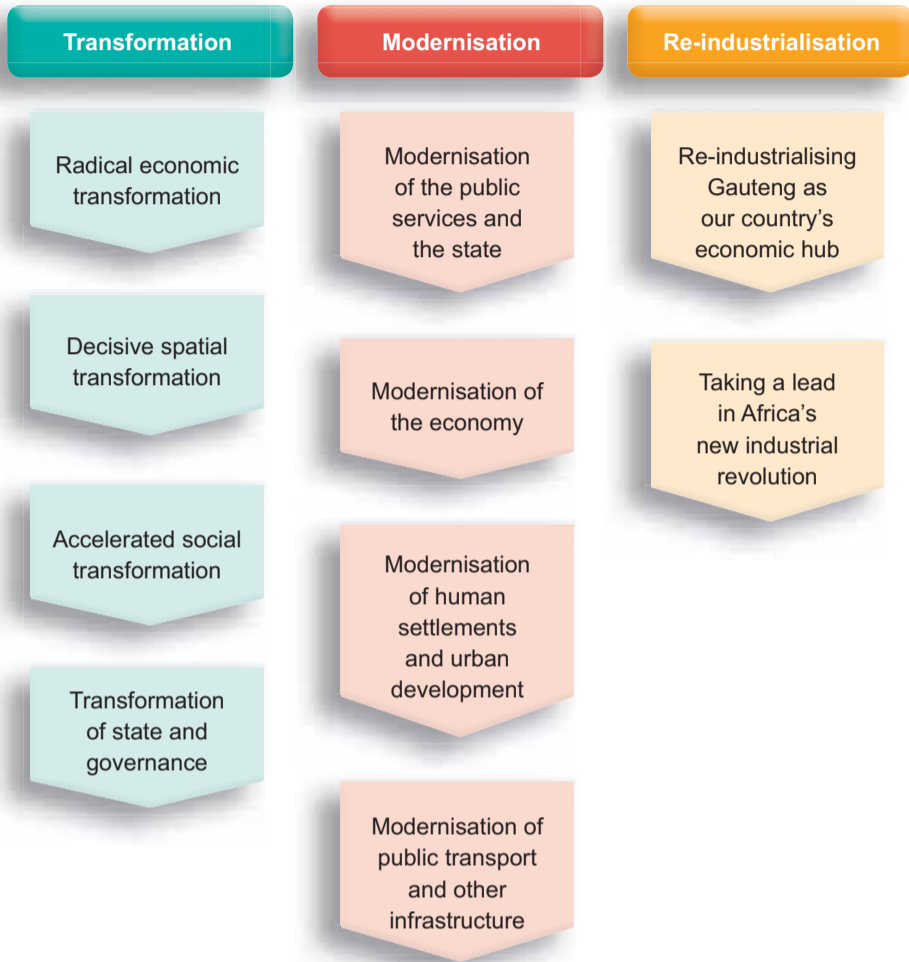 Transformation
Radical economic
transformation
Decisive spatial
transformation
Accelerated social
transformation
Transformation
of state and
governance
Modernisation
Modernisation
of the public
services and
the state
Modernisation of
the economy
Modernisation
of human
settlements
and urban
development
Modernisation of
public transport
and other
infrastructure
Re-industrialisation
Re-industrialising
Gauteng as
our country’s
economic hub
Taking a lead
in Africa’s
new industrial
revolution